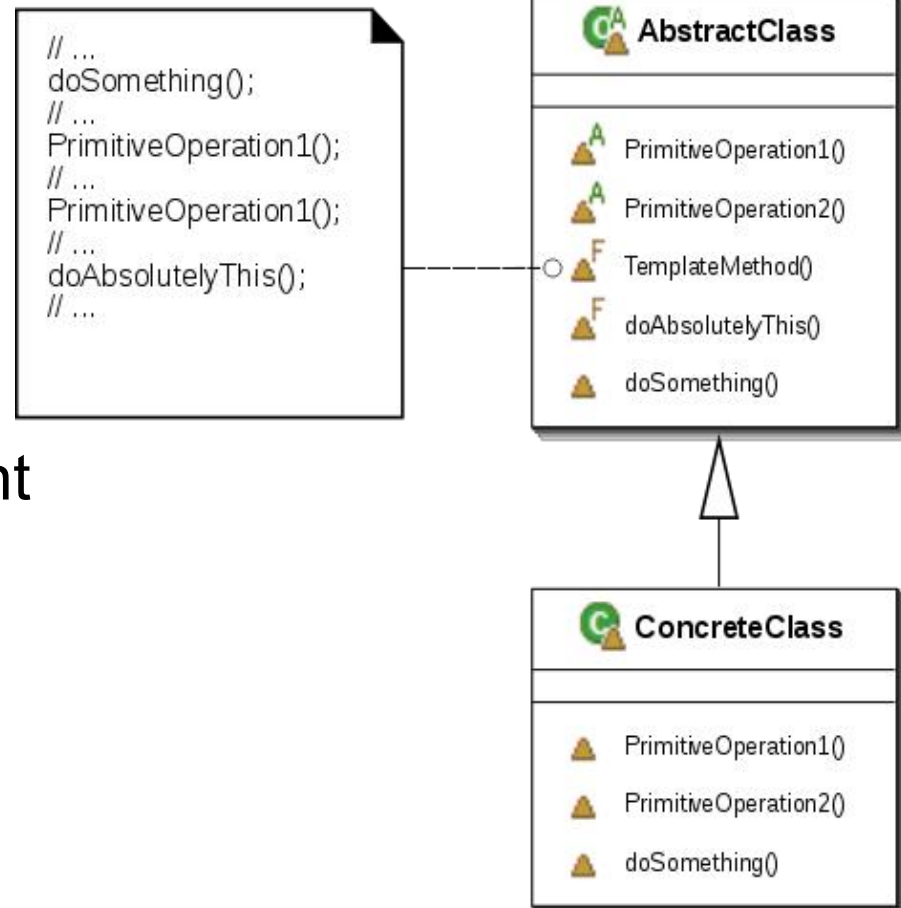 // ...
doSomething();
// ...
PrimitiveOperation1();
// ...
PrimitiveOperation1();
// ...
doAbsolutelyThis();
// ...
nt
C A AbstractClass
A PrimitiveOperation1()
A PrimitiveOperation2()
F TemplateMethod()
F doAbsolutelyThis()
doSomething()
C ConcreteClass
PrimitiveOperation1()
PrimitiveOperation2()
doSomething()